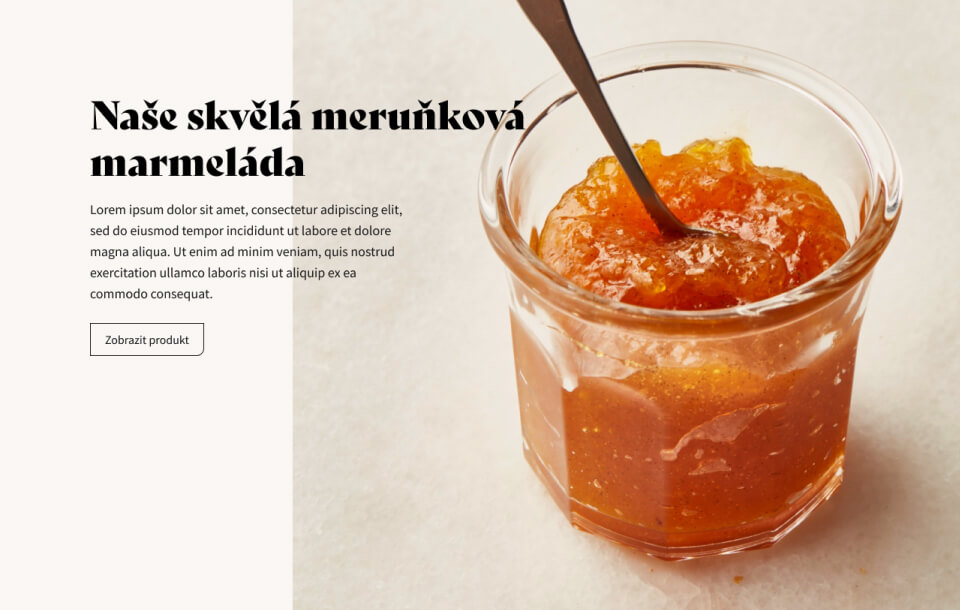 Naše skvělá meruňková
marmeláda
Lorem ipsum dolor sit amet, consectetur adipiscing elit,
sed do eiusmod tempor incididunt ut labore et dolore
magna aliqua. Ut enim ad minim veniam, quis nostrud
exercitation ullamco laboris nisi ut aliquip ex ea
commodo consequat.
Zobrazit produkt